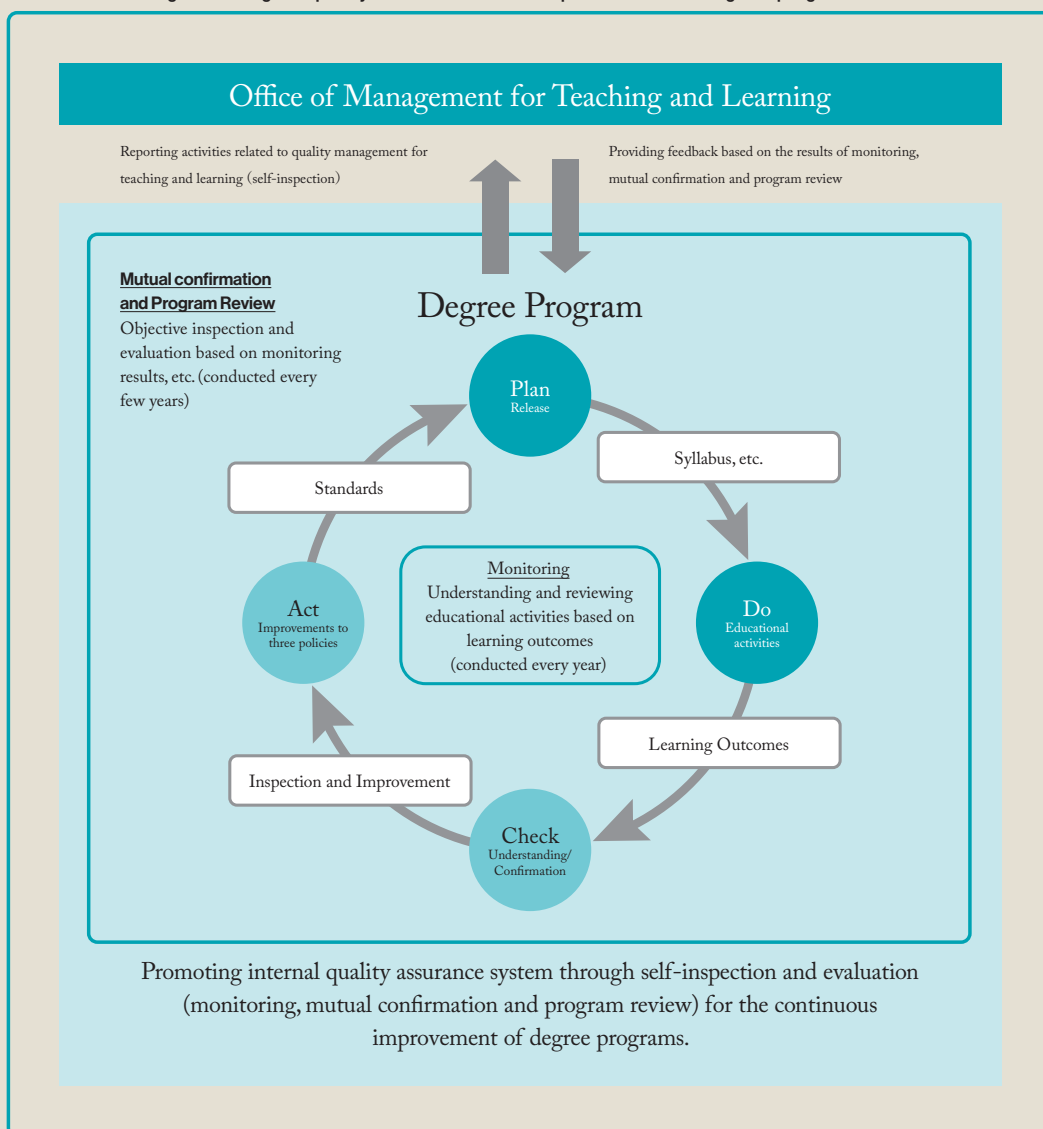 Office of Management for Teaching and Learning
Reporting activities related to quality management for
teaching and learning (self-inspection)
Providing feedback based on the results of monitoring,
mutual confirmation and program review
Mutual confirmation
and Program Review
Objective inspection and
evaluation based on monitoring
results, etc. (conducted every
few years)
Degree Program
Plan
Release
Syllabus, etc.
Standards
Monitoring
Understanding and reviewing
educational activities based on
learning outcomes
(conducted every year)
Act
Improvements to
three policies
Do
Educational
activities
Learning Outcomes
Inspection and Improvement
Check
Understanding/
Confirmation
Promoting internal quality assurance system through self-inspection and evaluation
(monitoring, mutual confirmation and program review) for the continuous
improvement of degree programs.